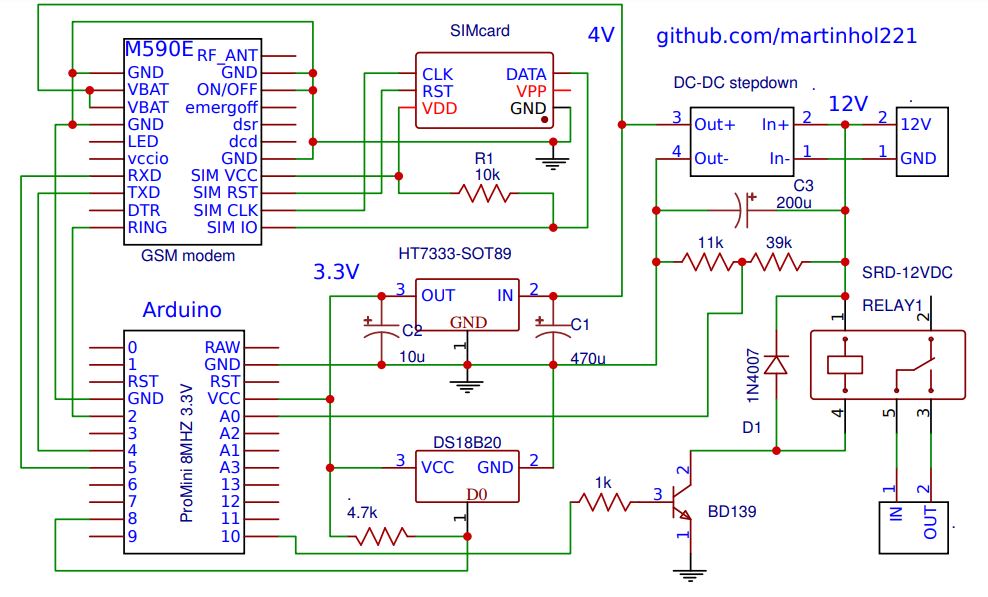 github.com/martinhol221
SIMcard
4V
M590E
RF_ANT
GND
VBAT
VBAT
GND
LED
vccio
RXD
TXD
DTR
RING
GND
ON/OFF
emergoff
dsr
dcd
GND
SIM VCC
SIM RST
SIM CLK
SIM IO
GSM modem
CLK
RST
VDD
DATA
VPP
GND
R1
10k
DC-DC stepdown
3 Out+ In+ 2
4 Out- In- 1
12V
2 12V
1 GND
C3
200u
11k 39k
HT7333-SOT89
3.3V
3 OUT IN 2
GND
1
C2
10u
C1
470u
SRD-12VDC
RELAY1
1 2
4 5 3
1N4007
D1
Arduino
ProMini 8MHZ 3.3V
0
1
RST
GND
2
3
4
5
6
7
8
9
RAW
GND
RST
VCC
A0
A2
A1
A3
13
12
11
10
DS18B20
3 VCC GND 2
D0
1
4.7k
1k
3
2
1
BD139
1 2
IN OUT